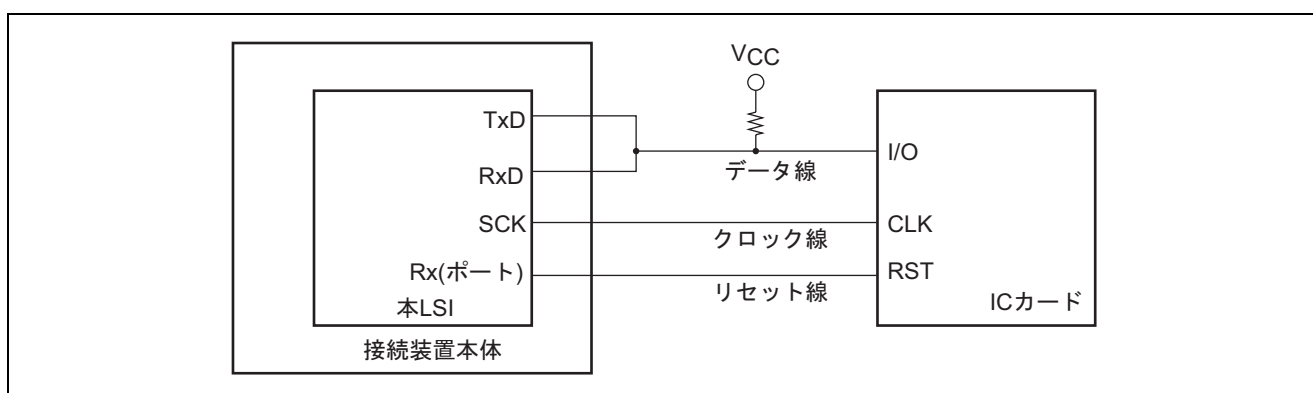 VCC
TxD
RxD
SCK
Rx(ポート)
本LSI
接続装置本体
データ線
クロック線
リセット線
I/O
CLK
RST
ICカード